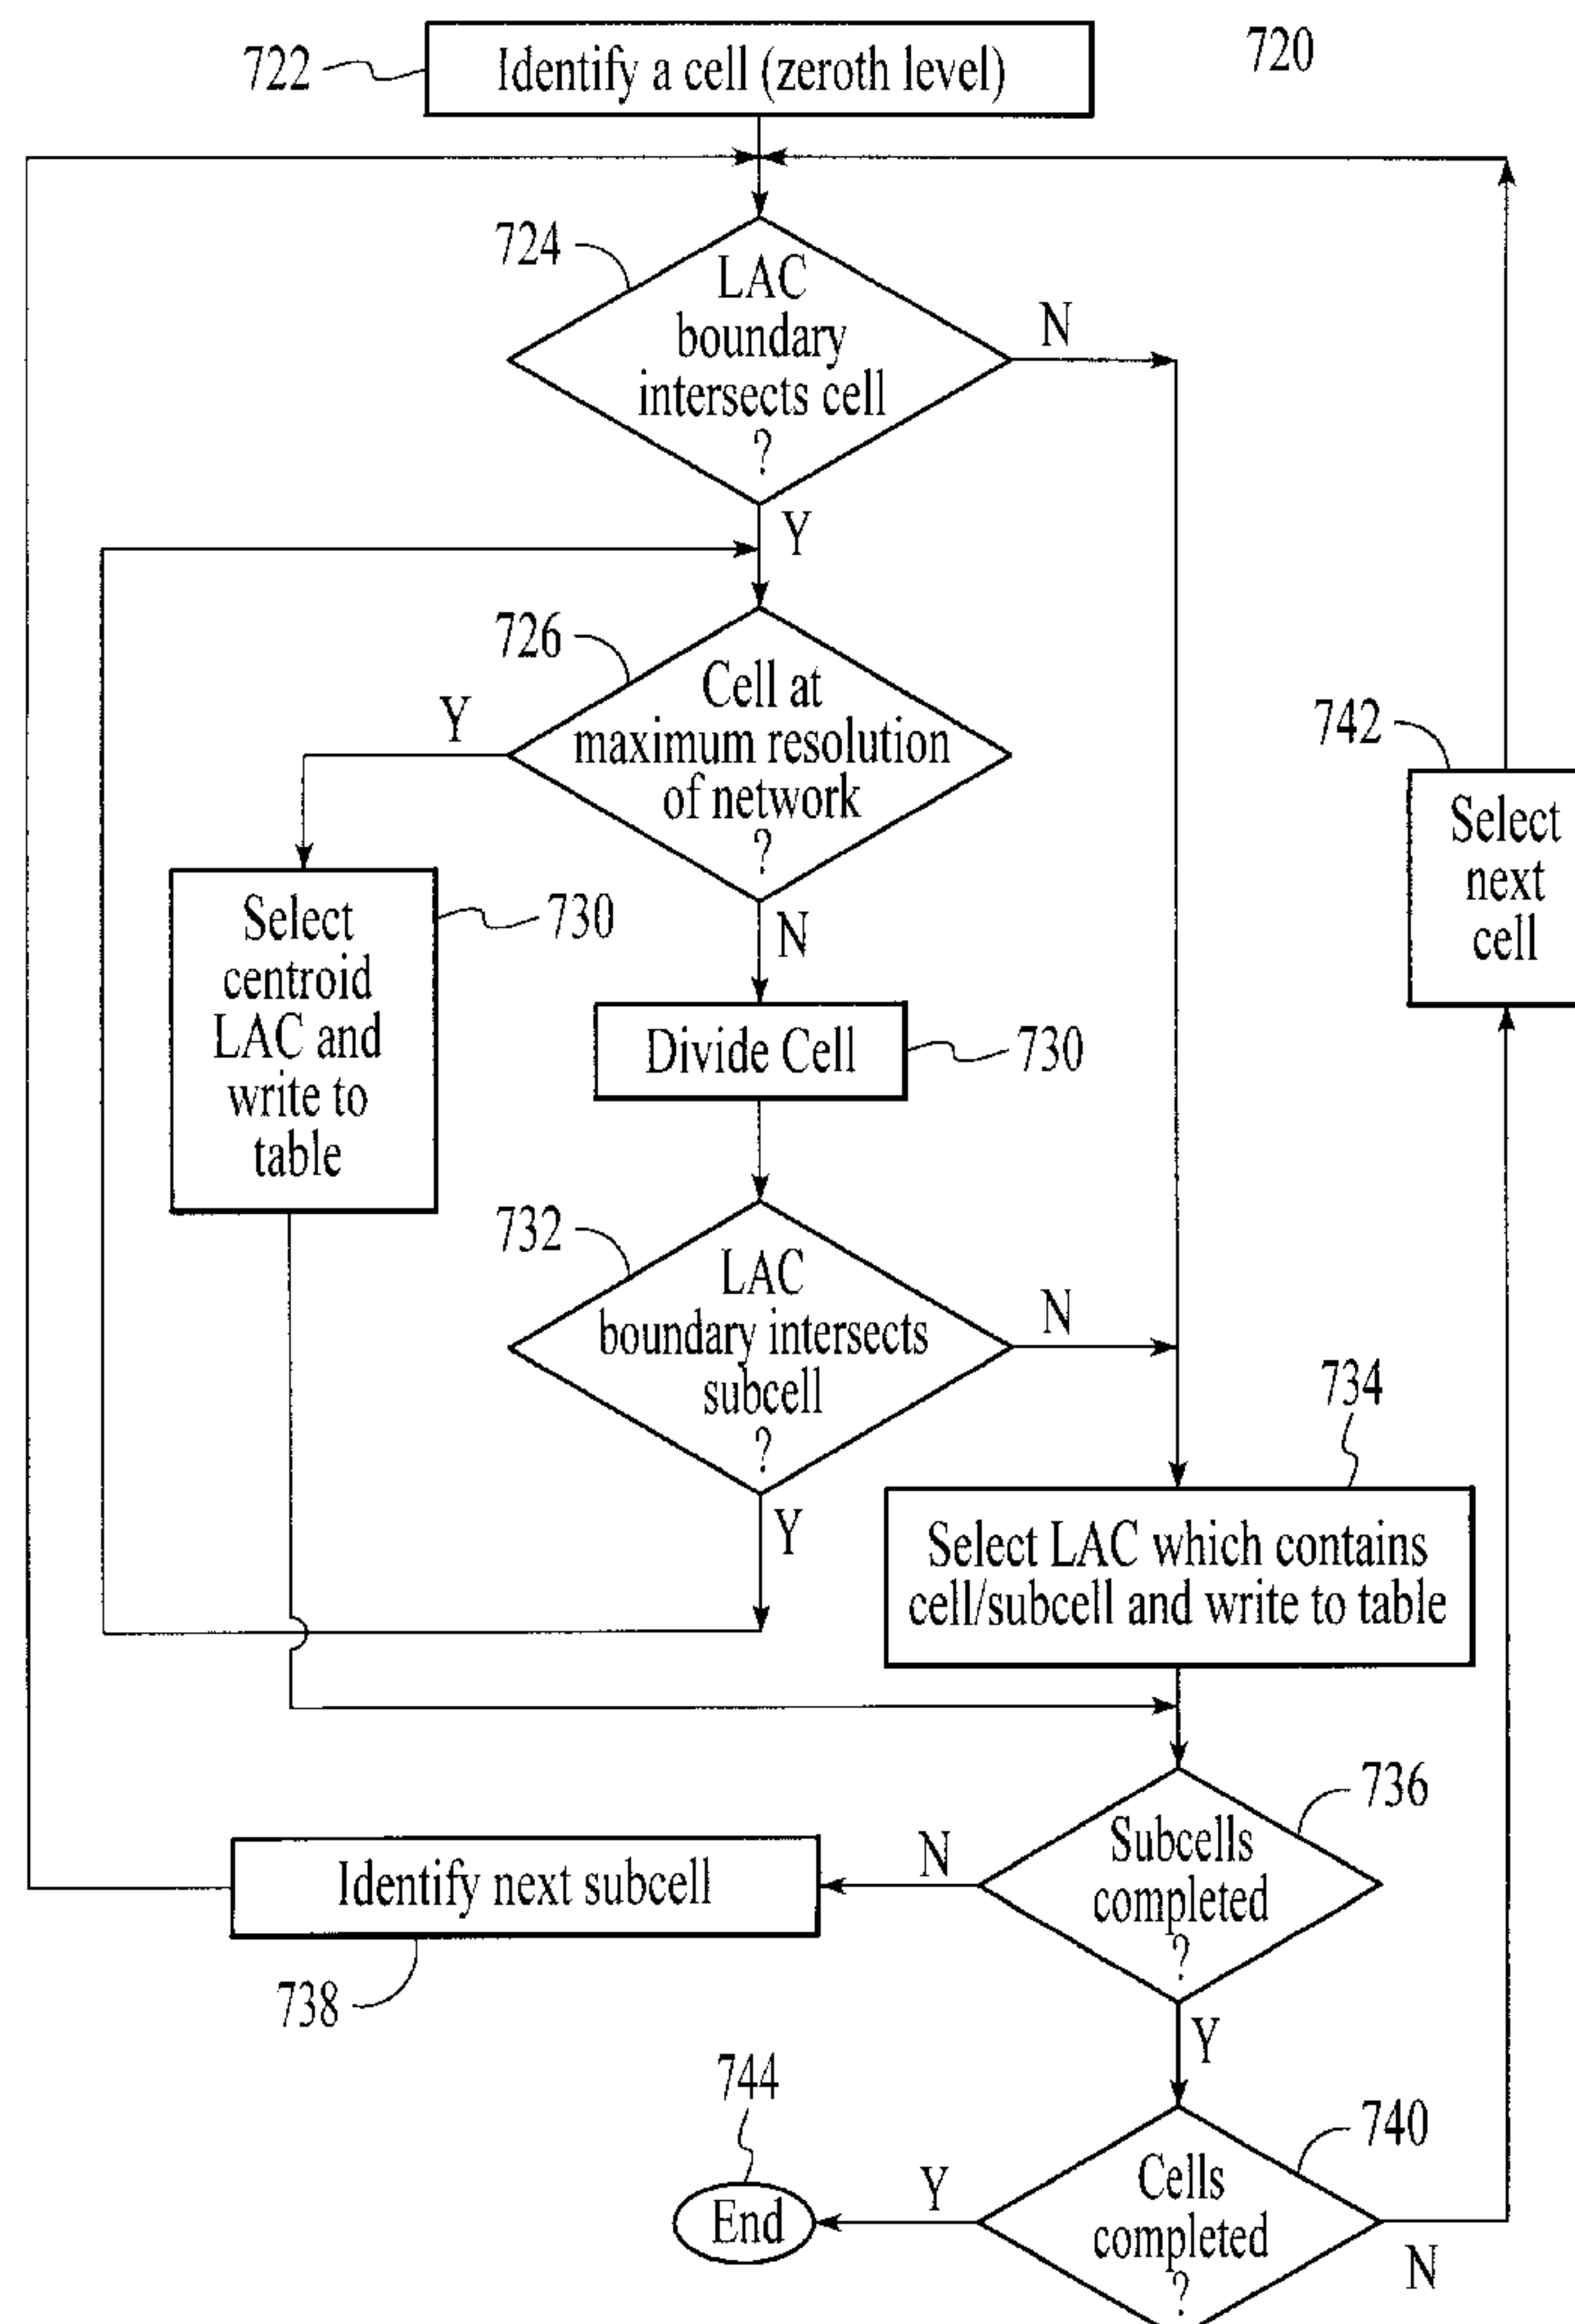 722
Identify a cell (zeroth level)
720
724
LAC
boundary
intersects cell
?
N
Y
726
Cell at
maximum resolution
of network
?
Y
N
742
Select
next
cell
Select
centroid
LAC and
write to
table
730
Divide Cell
730
732
LAC
boundary intersects
subcell
?
N
Y
734
Select LAC which contains
cell/subcell and write to table
736
Subcells
completed
?
N
Y
Identify next subcell
738
744
End
740
Cells
completed
?
Y
N